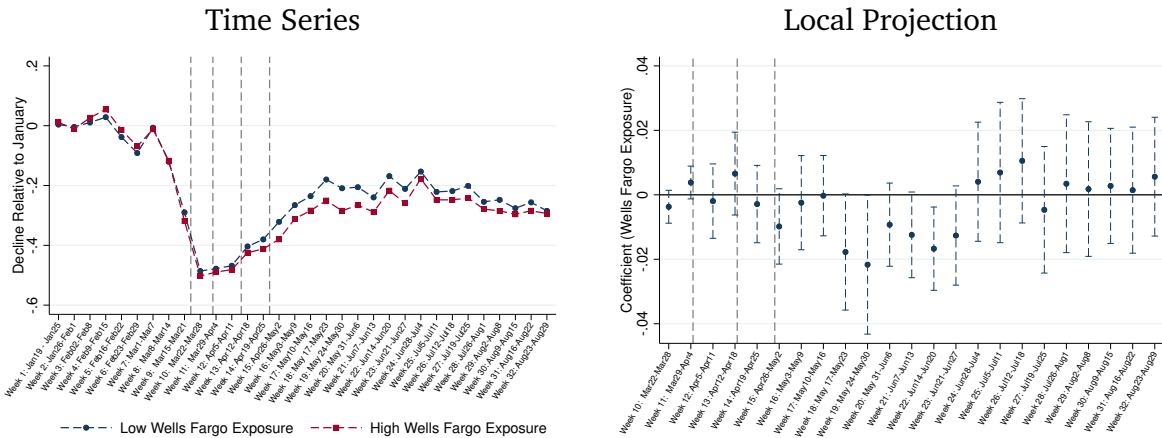 Time Series
Local Projection
Decline Relative to January
.2
0
-.2
-.4
-.6
Week 1: Jan19 - Jan25
Week 2: Jan26-Feb1
Week 3: Feb02-Feb8
Week 4: Feb9-Feb15
Week 5: Feb16-Feb22
Week 6: Feb23-Feb29
Week 7: Mar1-Mar7
Week 8: Mar8-Mar14
Week 9: Mar15-Mar21
Week 10: Mar22-Mar28
Week 11: Mar29-Apr4
Week 12: Apr5-Apr11
Week 13: Apr12-Apr18
Week 14: Apr19-Apr25
Week 15: Apr26-May2
Week 16: May3-May9
Week 17: May10-May16
Week 18: May 17-May23
Week 19: May 24-May30
Week 20: May 31-Jun6
Week 21: Jun7-Jun13
Week 22: Jun14-Jun20
Week 23: Jun21-Jun27
Week 24: Jun28-Jul4
Week 25: Jul5-Jul11
Week 26: Jul12-Jul18
Week 27: Jul19-Jul25
Week 28: Jul26-Aug1
Week 29: Aug2-Aug8
Week 30: Aug9-Aug15
Week 31: Aug16-Aug22
Week 32: Aug23-Aug29
Low Wells Fargo Exposure
High Wells Fargo Exposure
Coefficient (Wells Fargo Exposure)
.04
.02
0
-.02
.04
Week 10: Mar22-Mar28
Week 11: Mar29-Apr4
Week 12: Apr5-Apr11
Week 13: Apr12-Apr18
Week 14: Apr19-Apr25
Week 15: Apr26-May2
Week 16: May3-May9
Week 17: May10-May16
Week 18: May 17-May23
Week 19: May 24-May30
Week 20: May 31-Jun6
Week 21: Jun7-Jun13
Week 22: Jun14-Jun20
Week 23: Jun21-Jun27
Week 24: Jun28-Jul4
Week 25: Jul5-Jul11
Week 26: Jul12-Jul18
Week 27: Jul19-Jul25
Week 28: Jul26-Aug1
Week 29: Aug2-Aug8
Week 30: Aug9-Aug15
Week 31: Aug16-Aug22
Week 32: Aug23-Aug29